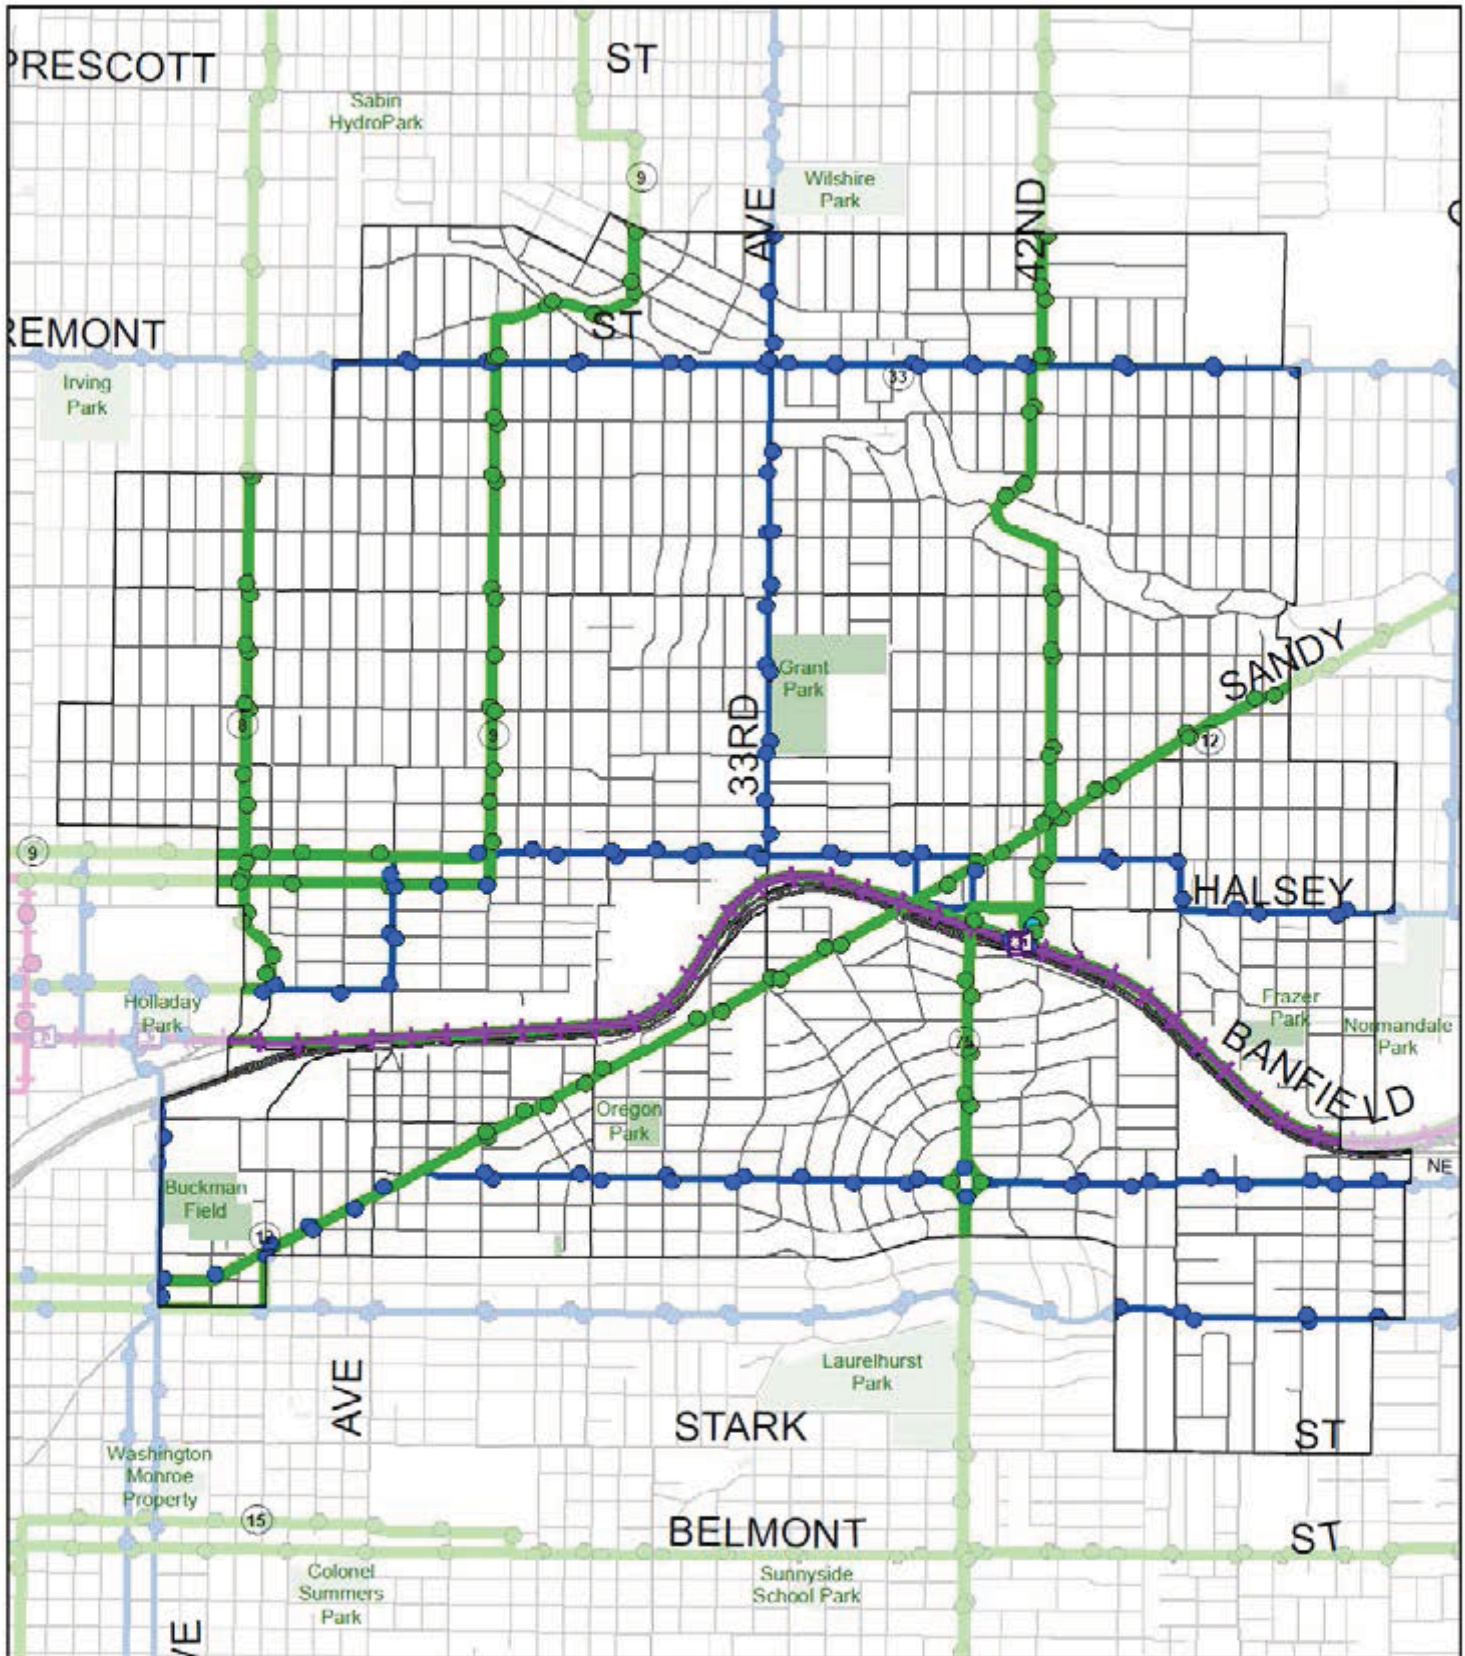 PRESCOTT
ST
Sabin
HydroPark
9
Wilshire
Park
AVE
42ND
REMONT
ST
Irving
Park
33
SANDY
Grant
Park
33RD
8
9
12
9
HALSEY
Holladay
Park
Frazer
Park
Normandale
Park
75
BANFIELD
Oregon
Park
NE
Buckman
Field
12
Laurelhurst
Park
AVE
STARK
ST
Washington
Monroe
Property
15
BELMONT
ST
Colonel
Summers
Park
Sunnyside
School Park
VE